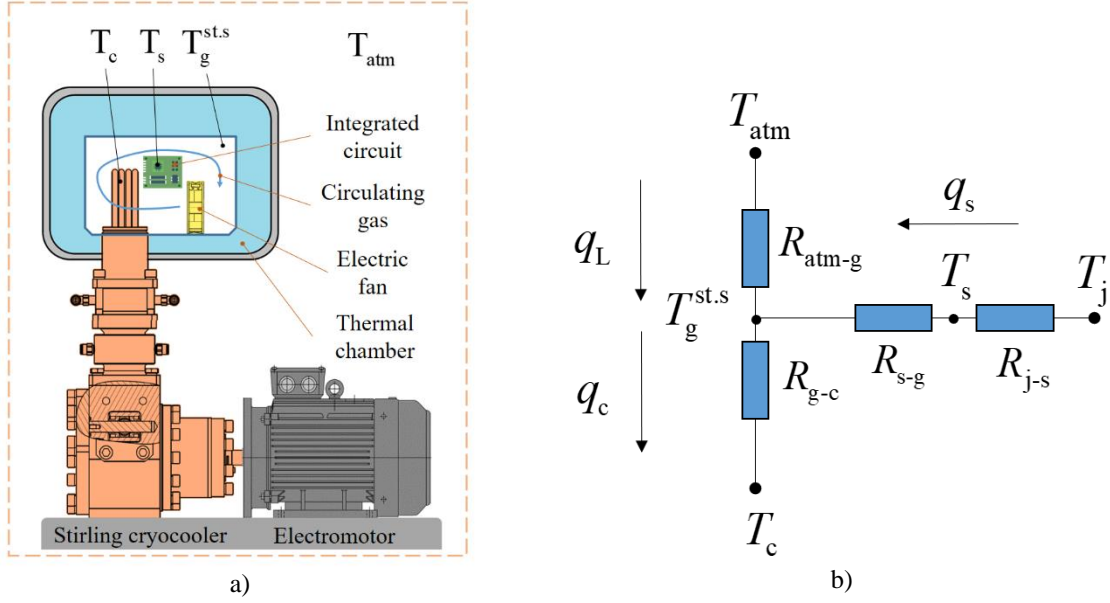 T_c T_s T_g^st.s T_atm
Integrated
circuit
Circulating
gas
Electric
fan
Thermal
chamber
Stirling cryocooler Electromotor
a)
T_atm
q_s
q_L R_atm-g
T_s T_j
T_g^st.s
R_s-g R_j-s
R_g-c
q_c
T_c
b)